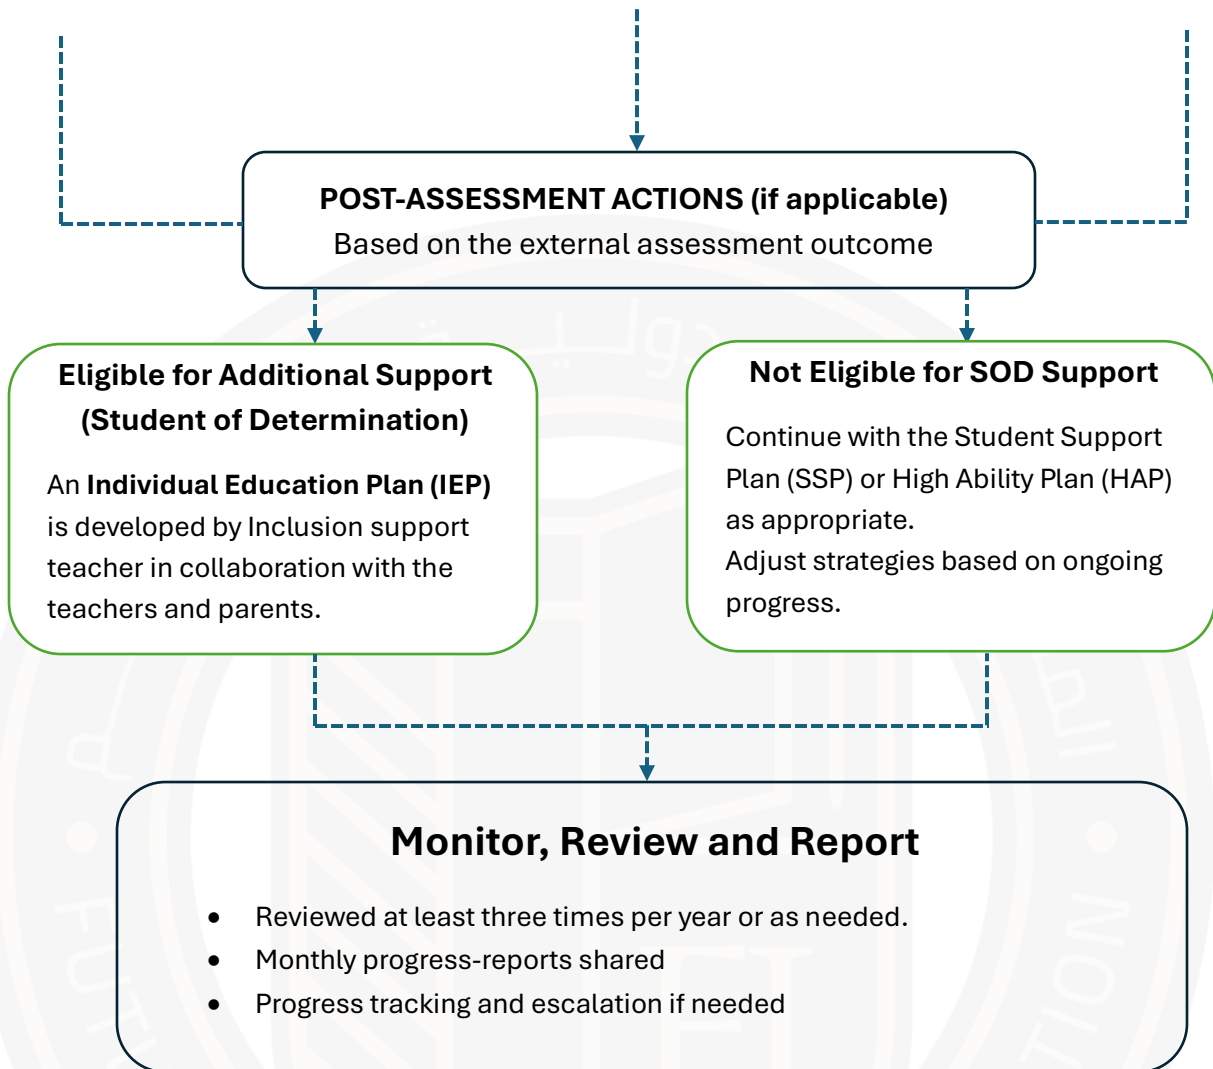 POST-ASSESSMENT ACTIONS (if applicable)
Based on the external assessment outcome
Eligible for Additional Support
(Student of Determination)
An Individual Education Plan (IEP)
is developed by Inclusion support
teacher in collaboration with the
teachers and parents.
Not Eligible for SOD Support
Continue with the Student Support
Plan (SSP) or High Ability Plan (HAP)
as appropriate.
Adjust strategies based on ongoing
progress.
Monitor, Review and Report
• Reviewed at least three times per year or as needed.
• Monthly progress-reports shared
• Progress tracking and escalation if needed